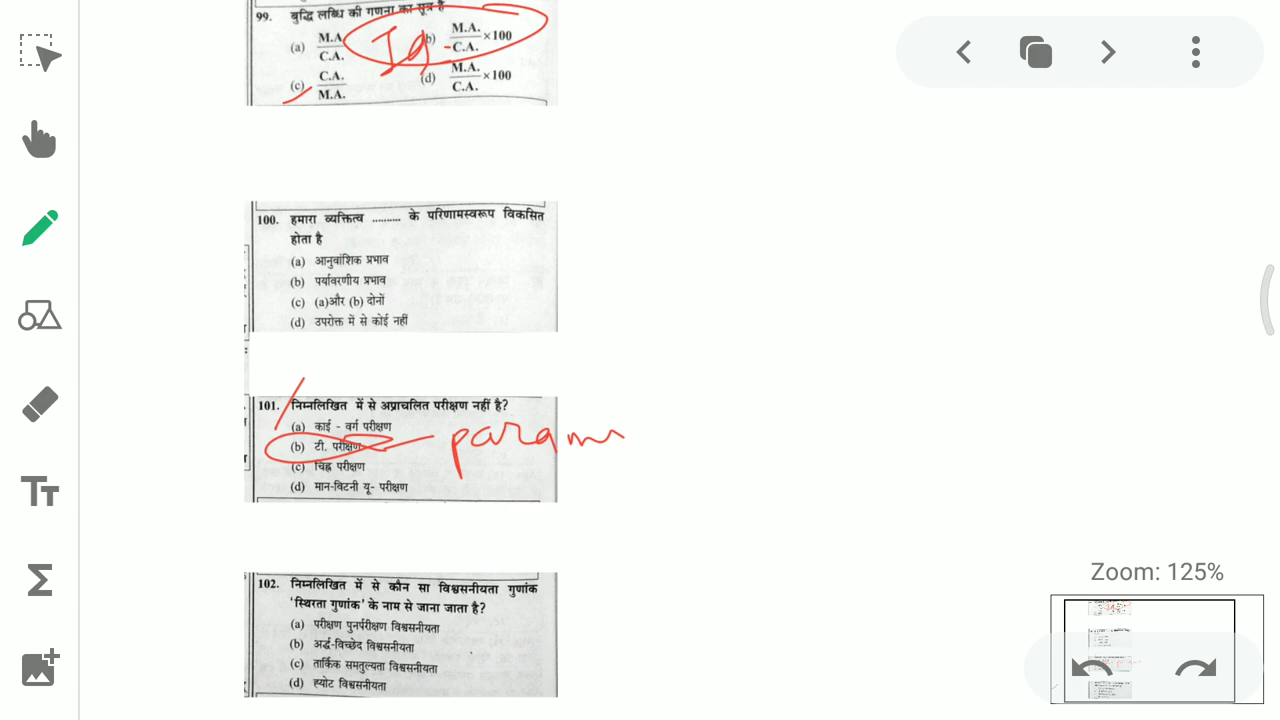 99. बुद्धि लब्धि की गणना का सूत्र है
(a) M.A. / C.A.
(b) M.A. / -C.A. ×100
Iq
(c) C.A. / M.A.
(d) M.A. / C.A. ×100
100. हमारा व्यक्तित्व .......... के परिणामस्वरूप विकसित
होता है
(a) आनुवांशिक प्रभाव
(b) पर्यावरणीय प्रभाव
(c) (a)और (b) दोनों
(d) उपरोक्त में से कोई नहीं
101. निम्नलिखित में से अप्राचलित परीक्षण नहीं है?
(a) काई - वर्ग परीक्षण
(b) टी. परीक्षण
param
(c) चिह्न परीक्षण
(d) मान-विटनी यू- परीक्षण
102. निम्नलिखित में से कौन सा विश्वसनीयता गुणांक
'स्थिरता गुणांक' के नाम से जाना जाता है?
(a) परीक्षण पुनर्परीक्षण विश्वसनीयता
(b) अर्द्ध-विच्छेद विश्वसनीयता
(c) तार्किक समतुल्यता विश्वसनीयता
(d) ह्योट विश्वसनीयता
Tт
Σ
Zoom: 125%